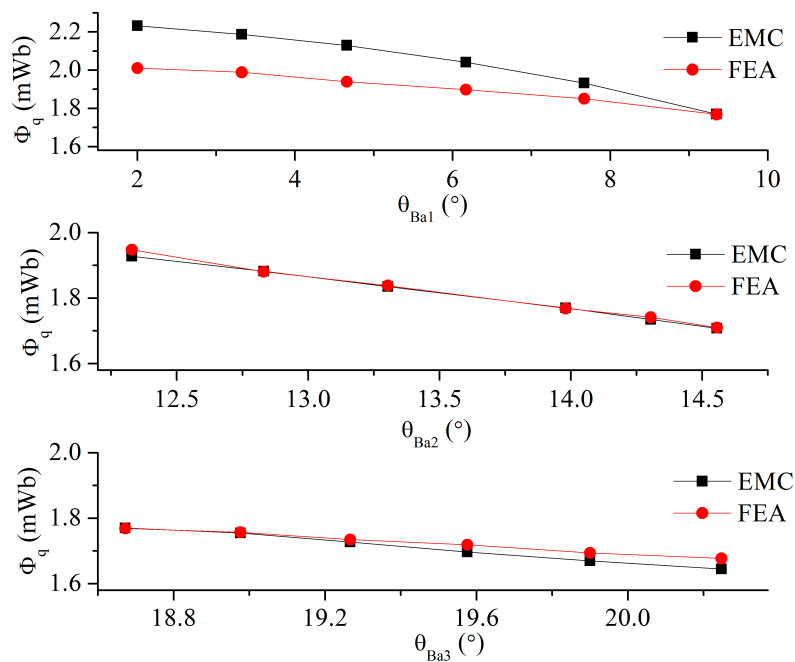 2.2
2.0
1.8
1.6
Φq (mWb)
EMC
FEA
2 4 6 8 10
θBa1 (°)
2.0
1.8
1.6
Φq (mWb)
EMC
FEA
12.5 13.0 13.5 14.0 14.5
θBa2 (°)
2.0
1.8
1.6
Φq (mWb)
EMC
FEA
18.8 19.2 19.6 20.0
θBa3 (°)